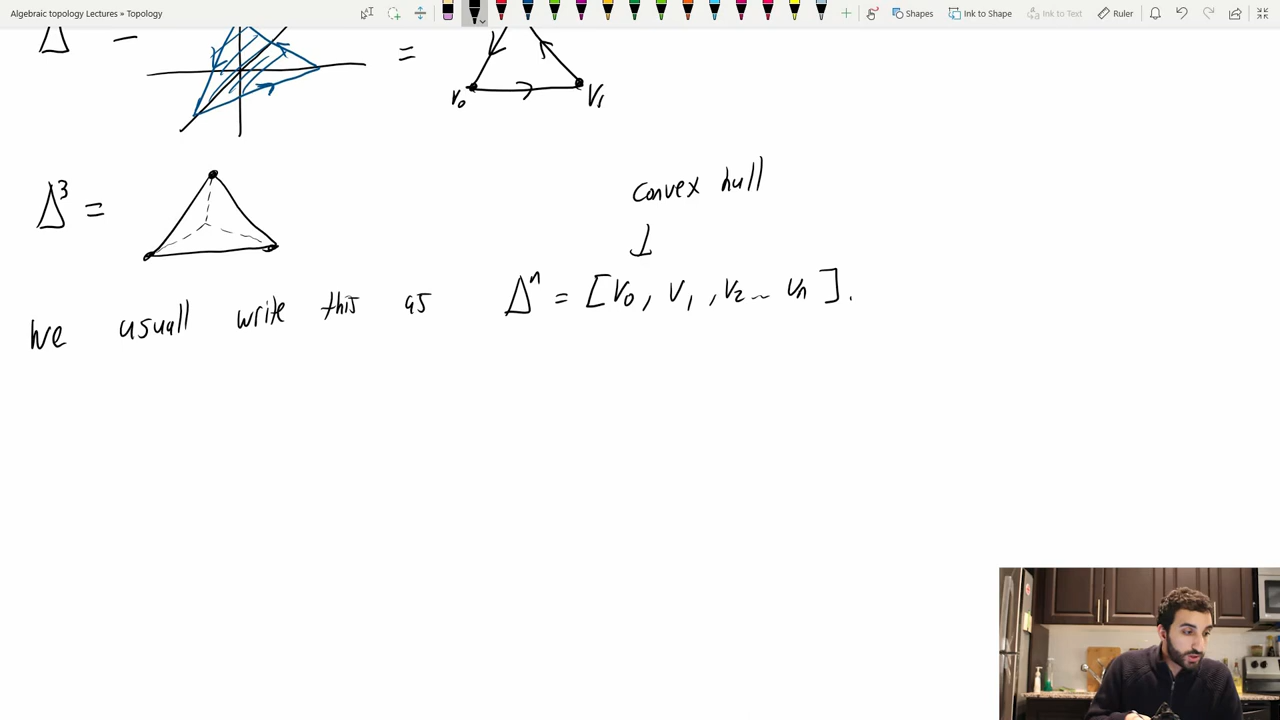 Algebraic topology Lectures » Topology
Shapes Ink to Shape Ink to Text Ruler
Δ =
v₀ v₁
Δ³ =
convex hull
↓
we usuall write this as Δⁿ = [v₀, v₁, v₂ ... vₙ].